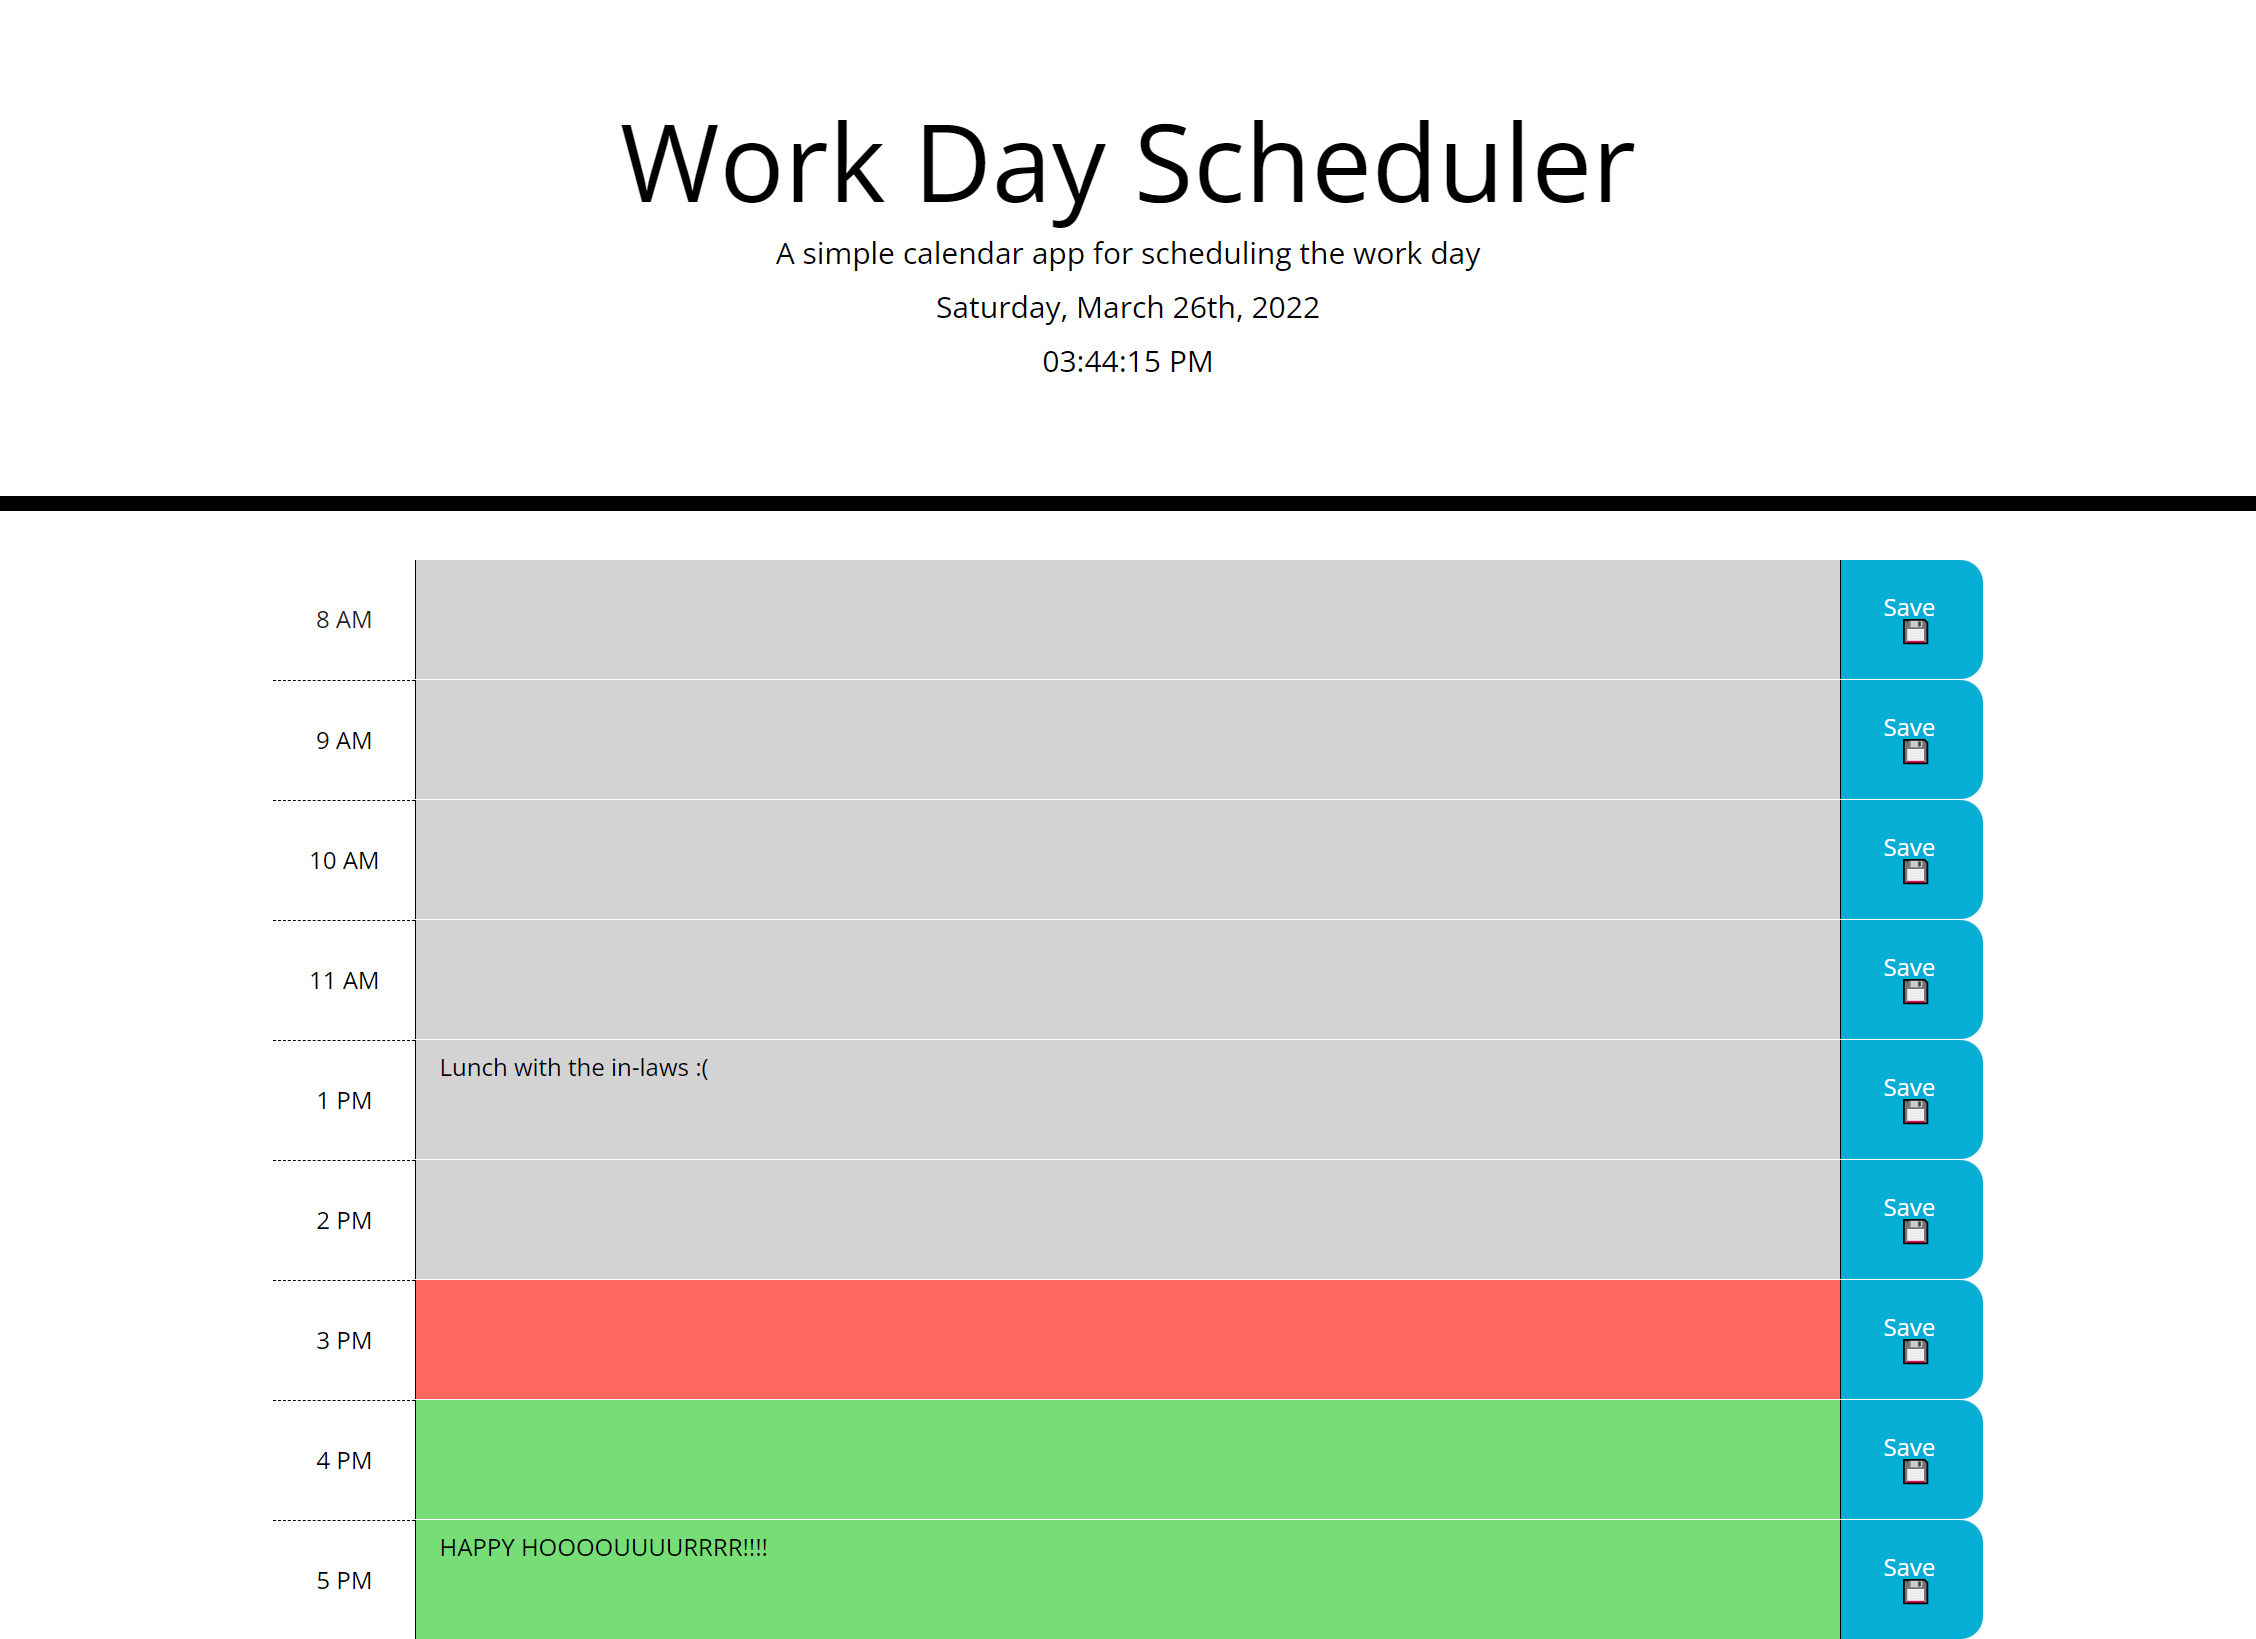 Work Day Scheduler
A simple calendar app for scheduling the work day
Saturday, March 26th, 2022
03:44:15 PM
8 AM
Save
9 AM
Save
10 AM
Save
11 AM
Save
1 PM
Lunch with the in-laws :(
Save
2 PM
Save
3 PM
Save
4 PM
Save
5 PM
HAPPY HOOOOUUUURRRR!!!!
Save